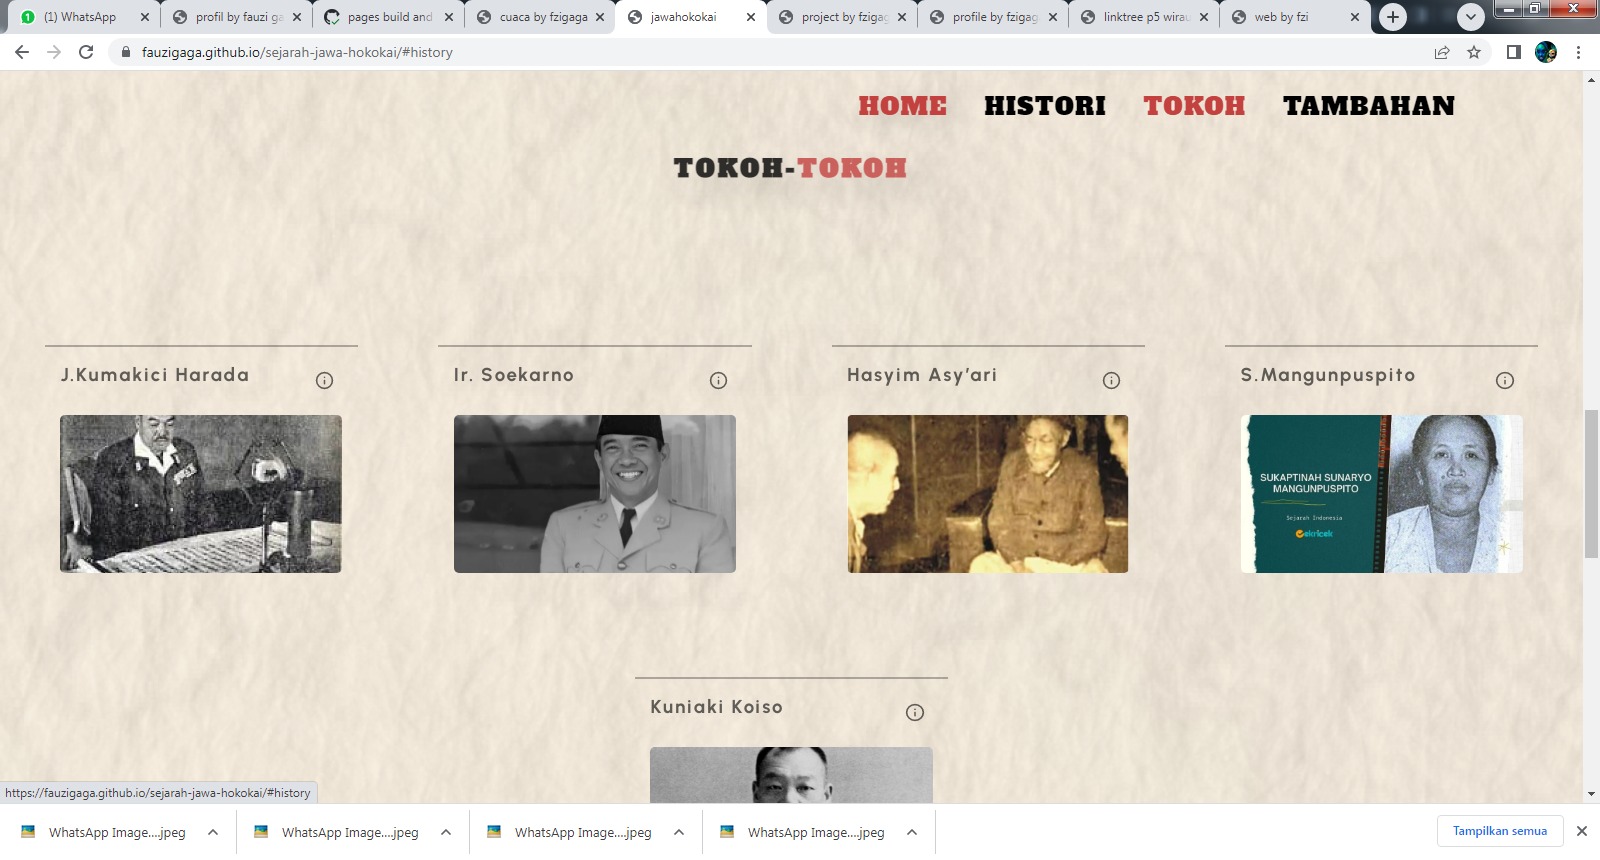 (1) WhatsApp
profil by fauzi ga
pages build and
cuaca by fzigaga
jawahokokai
project by fzigag
profile by fzigag
linktree p5 wirau
web by fzi
fauzigaga.github.io/sejarah-jawa-hokokai/#history
HOME HISTORI TOKOH TAMBAHAN
TOKOH-TOKOH
J.Kumakici Harada
Ir. Soekarno
Hasyim Asy'ari
S.Mangunpuspito
SUKAPTINAH SUNARYO
MANGUNPUSPITO
Sejarah Indonesia
ekricek
Kuniaki Koiso
https://fauzigaga.github.io/sejarah-jawa-hokokai/#history
WhatsApp Image....jpeg
WhatsApp Image....jpeg
WhatsApp Image....jpeg
WhatsApp Image....jpeg
Tampilkan semua